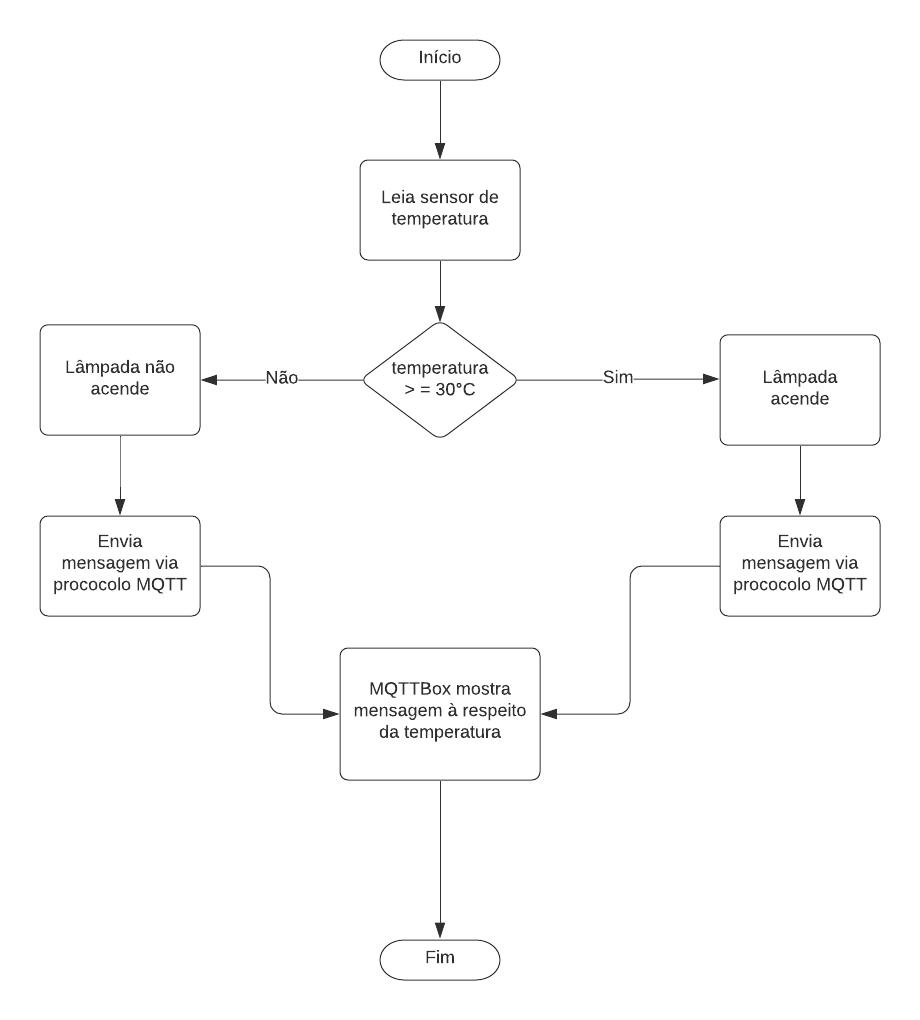 Início
Leia sensor de
temperatura
temperatura
> = 30°C
Não
Sim
Lâmpada não
acende
Lâmpada
acende
Envia
mensagem via
prococolo MQTT
Envia
mensagem via
prococolo MQTT
MQTTBox mostra
mensagem à respeito
da temperatura
Fim